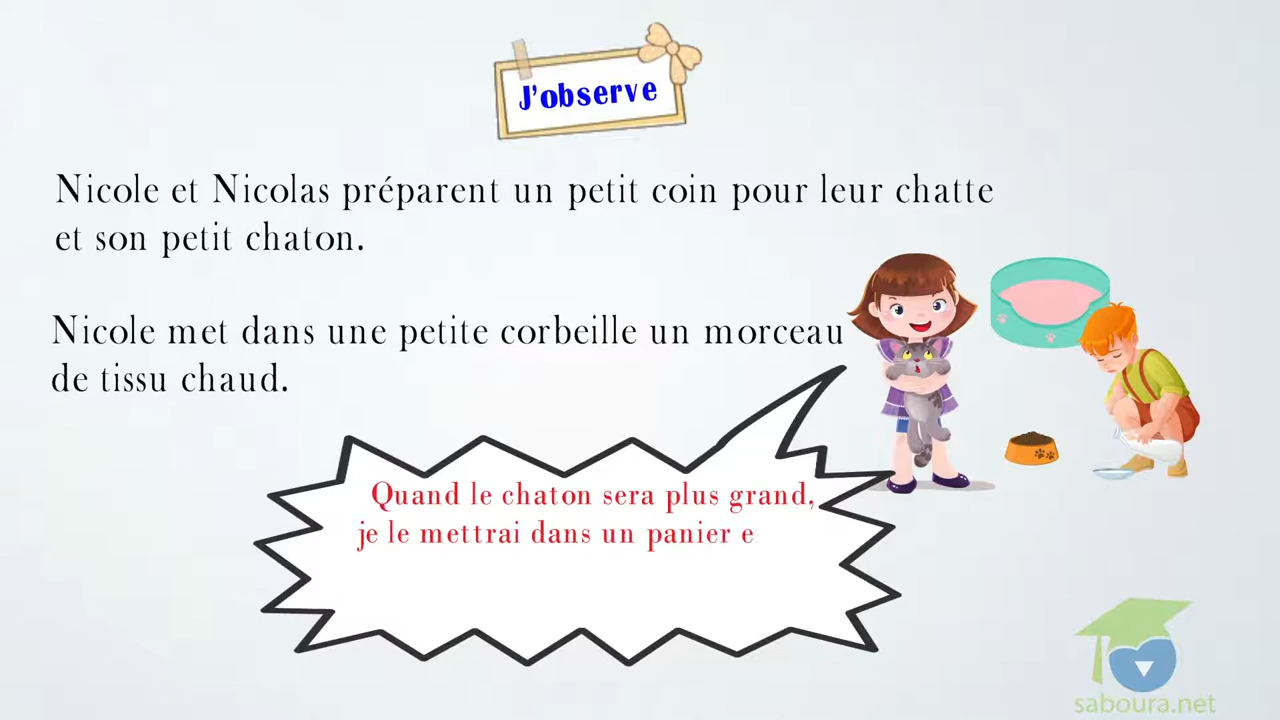 J'observe
Nicole et Nicolas préparent un petit coin pour leur chatte
et son petit chaton.
Nicole met dans une petite corbeille un morceau
de tissu chaud.
Quand le chaton sera plus grand,
je le mettrai dans un panier e
saboura.net